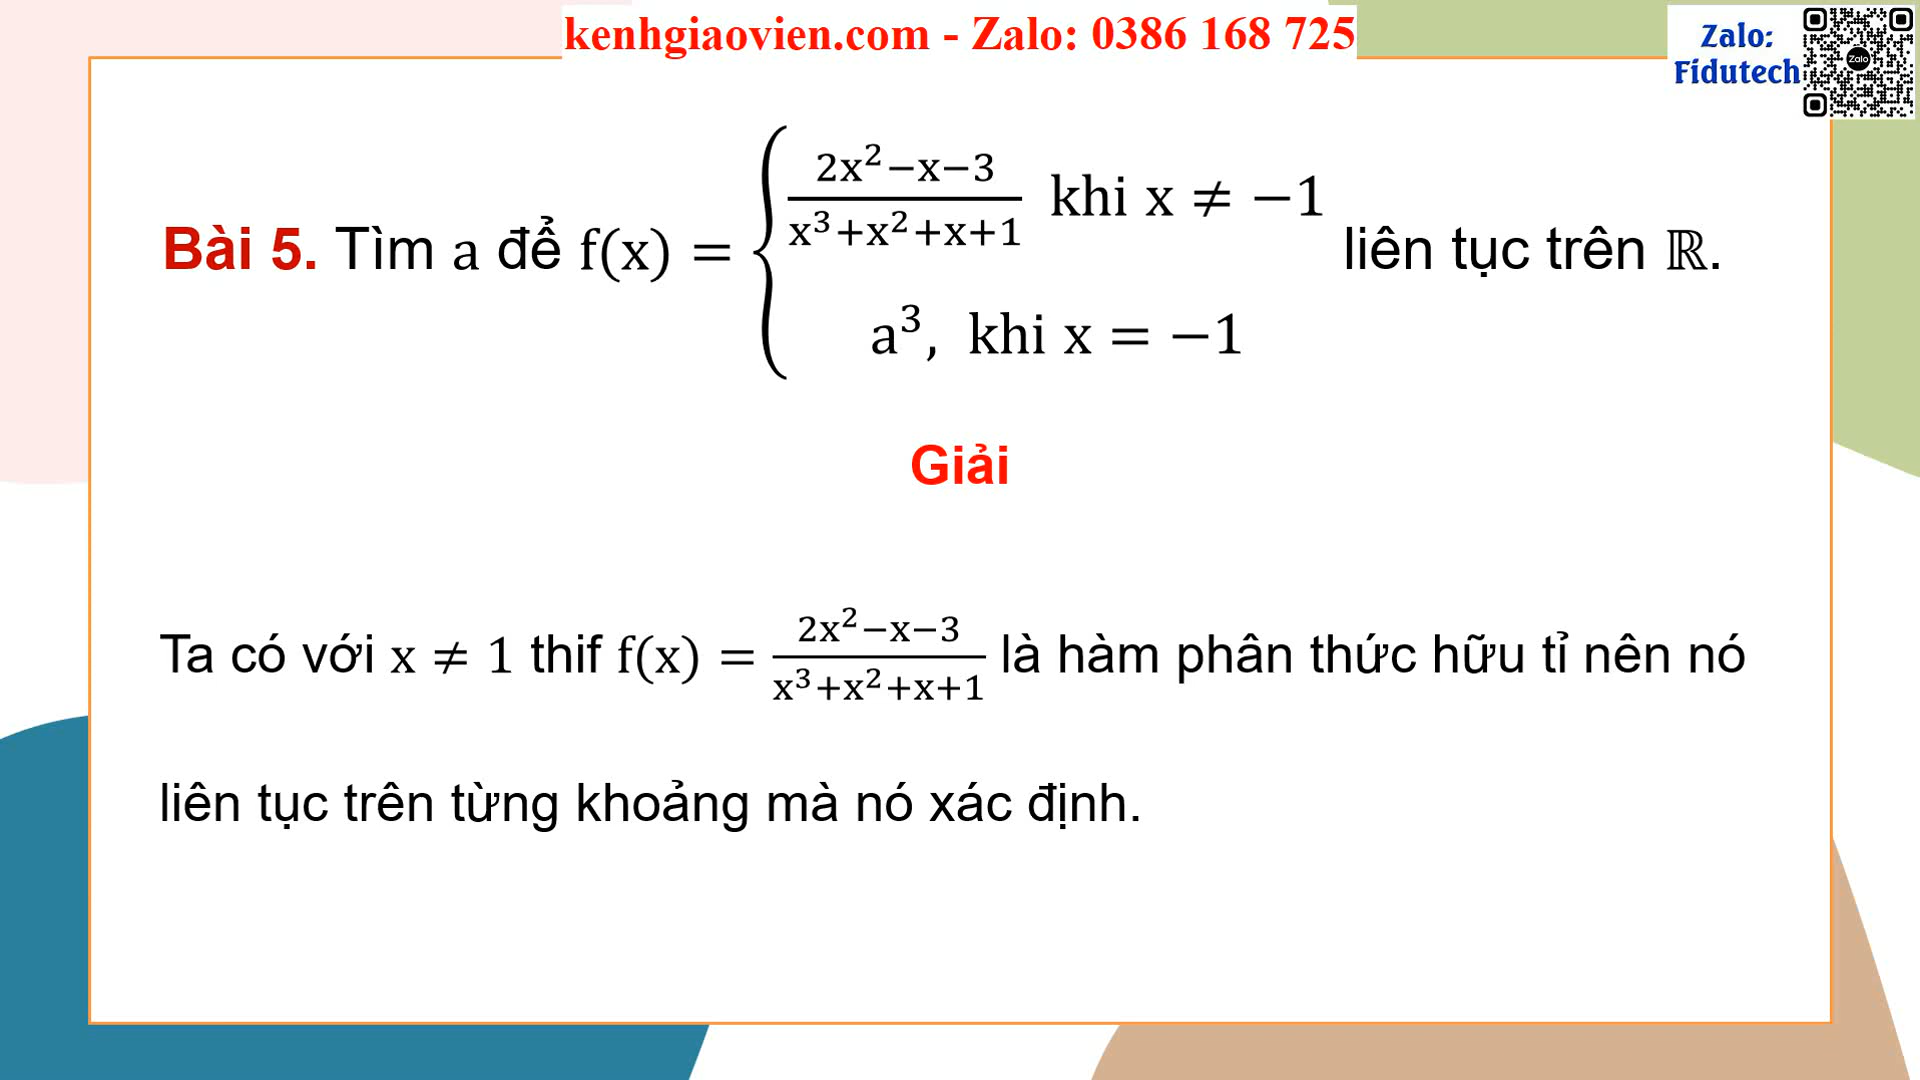 kenhgiaovien.com - Zalo: 0386 168 725
Zalo:
Fidutech
Zalo
Bài 5. Tìm a để f(x) = { (2x²−x−3)/(x³+x²+x+1) khi x ≠ −1 liên tục trên ℝ.
a³, khi x = −1
Giải
Ta có với x ≠ 1 thif f(x) = (2x²−x−3)/(x³+x²+x+1) là hàm phân thức hữu tỉ nên nó
liên tục trên từng khoảng mà nó xác định.